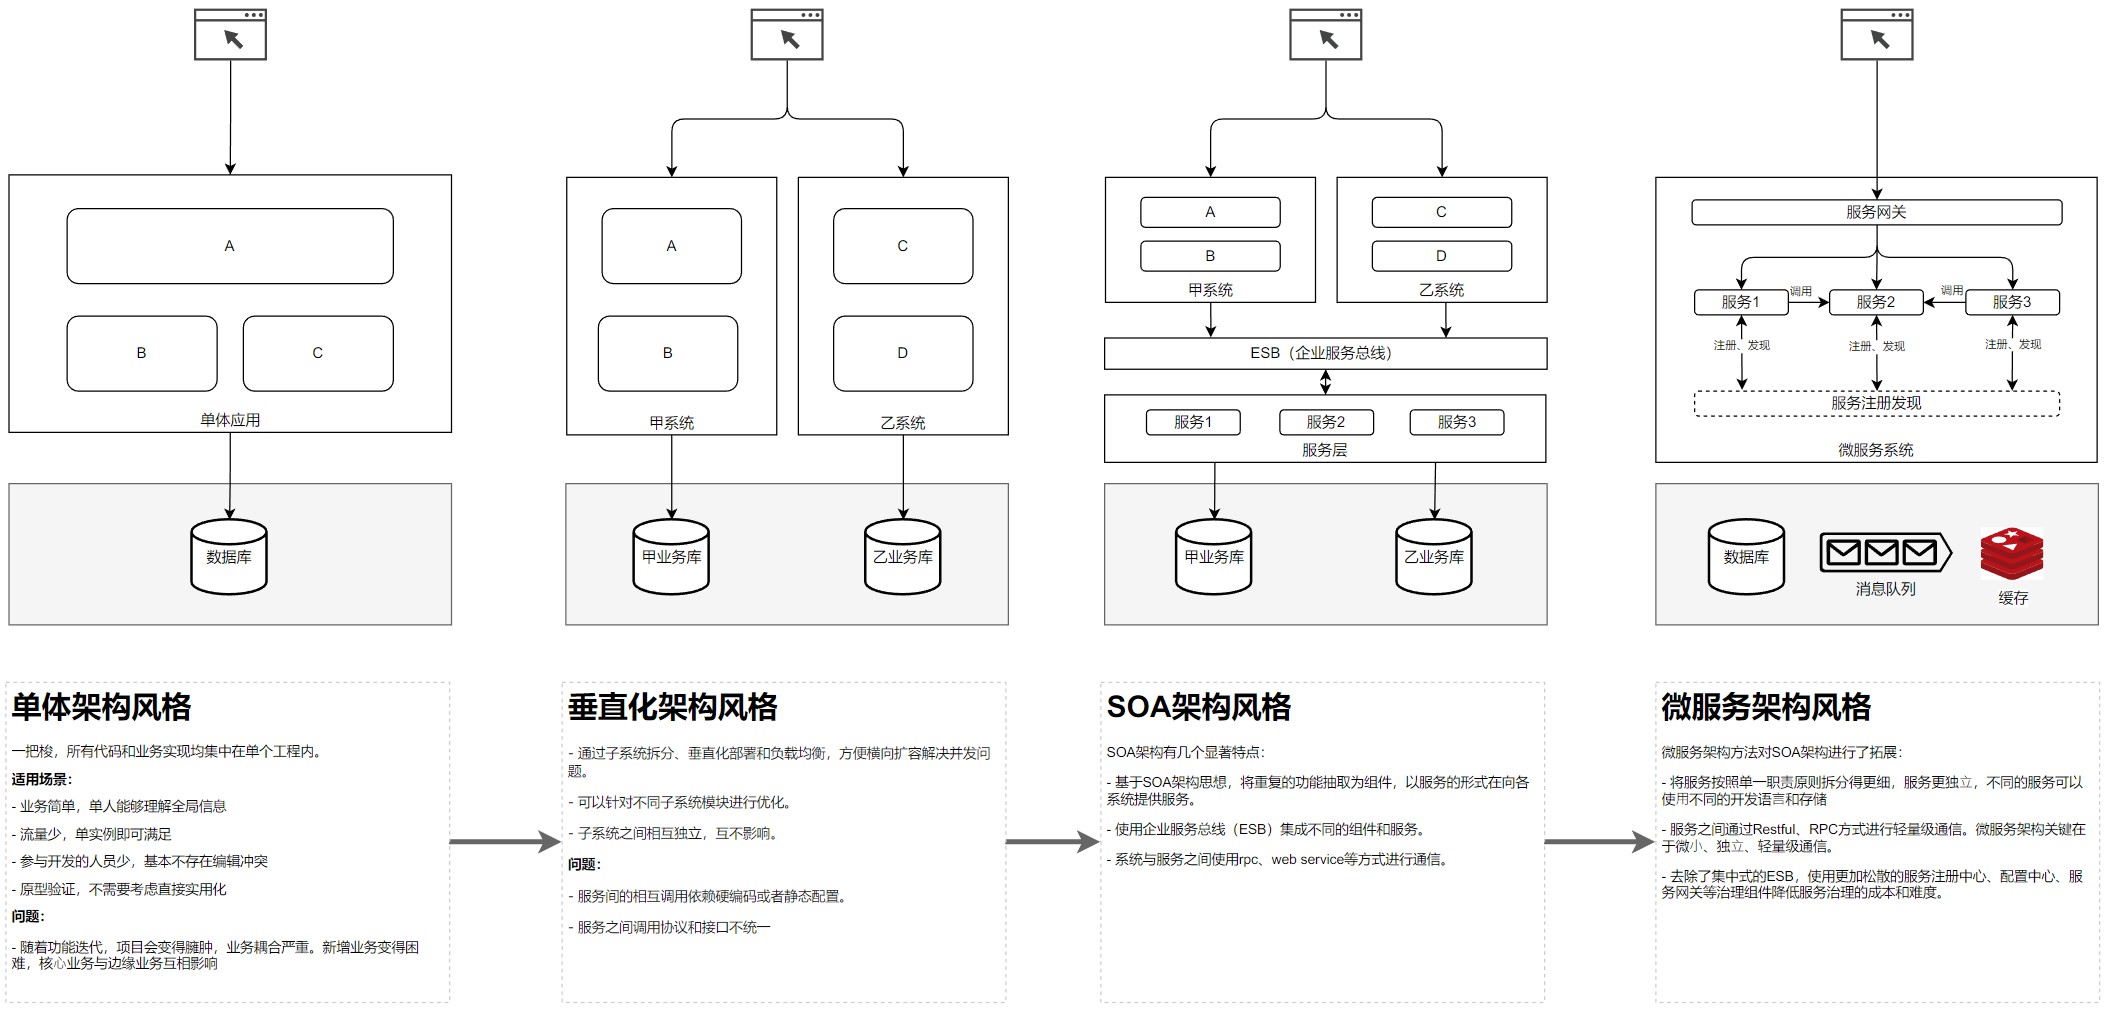 A
B
C
单体应用
数据库
A
B
甲系统
C
D
乙系统
甲业务库
乙业务库
A
B
甲系统
C
D
乙系统
ESB（企业服务总线）
服务1
服务2
服务3
服务层
甲业务库
乙业务库
服务网关
服务1
调用
服务2
调用
服务3
注册、发现
注册、发现
注册、发现
服务注册发现
微服务系统
数据库
消息队列
缓存
单体架构风格
一把梭，所有代码和业务实现均集中在单个工程内。
适用场景：
- 业务简单，单人能够理解全局信息
- 流量少，单实例即可满足
- 参与开发的人员少，基本不存在编辑冲突
- 原型验证，不需要考虑直接实用化
问题：
- 随着功能迭代，项目会变得臃肿，业务耦合严重。新增业务变得困
难，核心业务与边缘业务互相影响
垂直化架构风格
- 通过子系统拆分、垂直化部署和负载均衡，方便横向扩容解决并发问
题。
- 可以针对不同子系统模块进行优化。
- 子系统之间相互独立，互不影响。
问题：
- 服务间的相互调用依赖硬编码或者静态配置。
- 服务之间调用协议和接口不统一
SOA架构风格
SOA架构有几个显著特点：
- 基于SOA架构思想，将重复的功能抽取为组件，以服务的形式在向各
系统提供服务。
- 使用企业服务总线（ESB）集成不同的组件和服务。
- 系统与服务之间使用rpc、web service等方式进行通信。
微服务架构风格
微服务架构方法对SOA架构进行了拓展：
- 将服务按照单一职责原则拆分得更细，服务更独立，不同的服务可以
使用不同的开发语言和存储
- 服务之间通过Restful、RPC方式进行轻量级通信。微服务架构关键在
于微小、独立、轻量级通信。
- 去除了集中式的ESB，使用更加松散的服务注册中心、配置中心、服
务网关等治理组件降低服务治理的成本和难度。